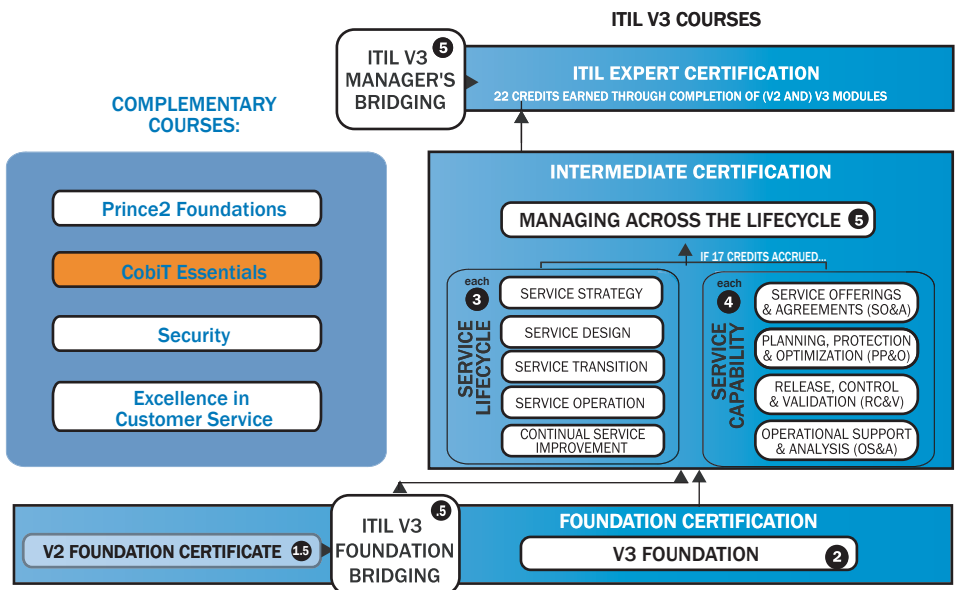 ITIL V3 COURSES
ITIL V3
MANAGER'S
BRIDGING
5
ITIL EXPERT CERTIFICATION
22 CREDITS EARNED THROUGH COMPLETION OF (V2 AND) V3 MODULES
COMPLEMENTARY
COURSES:
Prince2 Foundations
CobiT Essentials
Security
Excellence in
Customer Service
INTERMEDIATE CERTIFICATION
MANAGING ACROSS THE LIFECYCLE 5
IF 17 CREDITS ACCRUED...
each
3
SERVICE
LIFECYCLE
SERVICE STRATEGY
SERVICE DESIGN
SERVICE TRANSITION
SERVICE OPERATION
CONTINUAL SERVICE
IMPROVEMENT
each
4
SERVICE
CAPABILITY
SERVICE OFFERINGS
& AGREEMENTS (SO&A)
PLANNING, PROTECTION
& OPTIMIZATION (PP&O)
RELEASE, CONTROL
& VALIDATION (RC&V)
OPERATIONAL SUPPORT
& ANALYSIS (OS&A)
V2 FOUNDATION CERTIFICATE 1.5
ITIL V3
FOUNDATION
BRIDGING
.5
FOUNDATION CERTIFICATION
V3 FOUNDATION 2